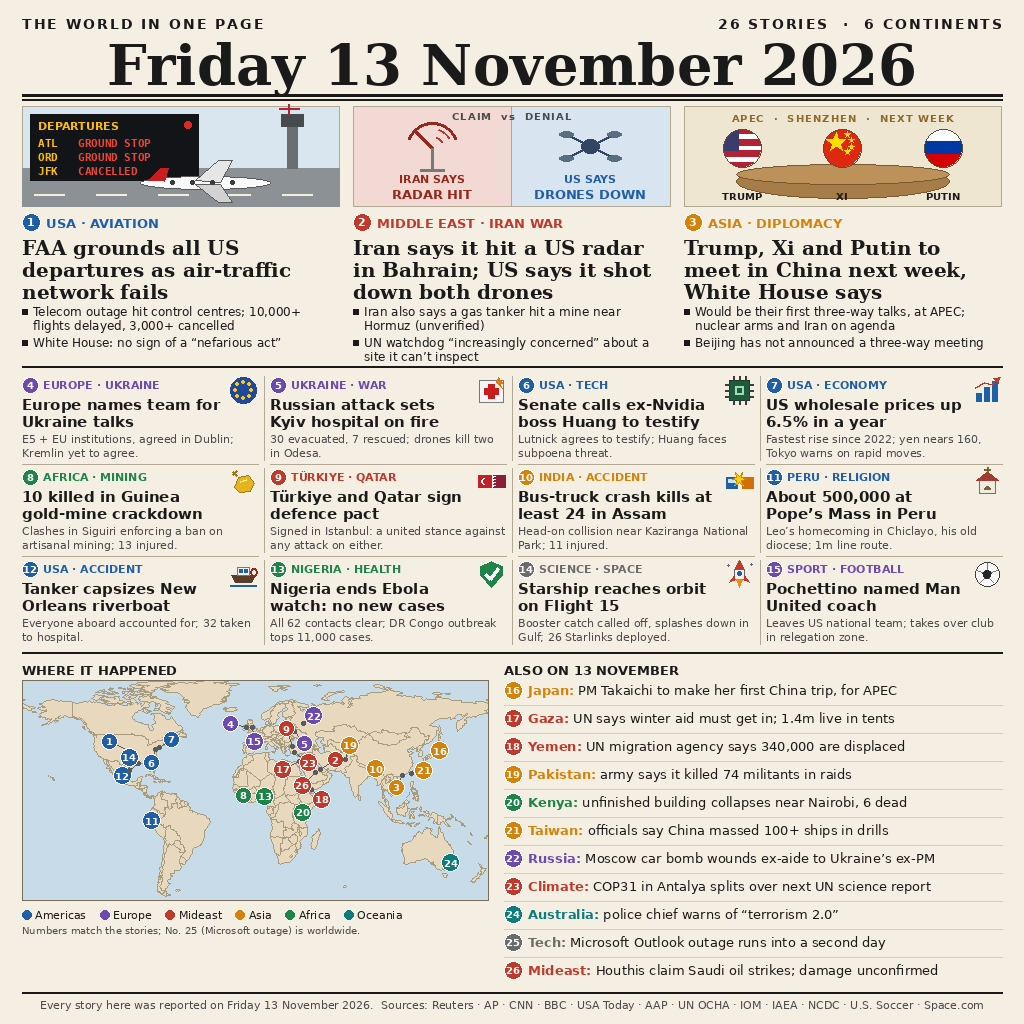 THE WORLD IN ONE PAGE
26 STORIES · 6 CONTINENTS
Friday 13 November 2026
DEPARTURES
ATL GROUND STOP
ORD GROUND STOP
JFK CANCELLED
1 USA · AVIATION
FAA grounds all US
departures as air-traffic
network fails
Telecom outage hit control centres; 10,000+
flights delayed, 3,000+ cancelled
White House: no sign of a “nefarious act”
CLAIM vs DENIAL
IRAN SAYS
RADAR HIT
US SAYS
DRONES DOWN
2 MIDDLE EAST · IRAN WAR
Iran says it hit a US radar
in Bahrain; US says it shot
down both drones
Iran also says a gas tanker hit a mine near
Hormuz (unverified)
UN watchdog “increasingly concerned” about a
site it can’t inspect
APEC · SHENZHEN · NEXT WEEK
TRUMP
XI
PUTIN
3 ASIA · DIPLOMACY
Trump, Xi and Putin to
meet in China next week,
White House says
Would be their first three-way talks, at APEC;
nuclear arms and Iran on agenda
Beijing has not announced a three-way meeting
4 EUROPE · UKRAINE
Europe names team for
Ukraine talks
E5 + EU institutions, agreed in Dublin;
Kremlin yet to agree.
5 UKRAINE · WAR
Russian attack sets
Kyiv hospital on fire
30 evacuated, 7 rescued; drones kill two
in Odesa.
6 USA · TECH
Senate calls ex-Nvidia
boss Huang to testify
Lutnick agrees to testify; Huang faces
subpoena threat.
7 USA · ECONOMY
US wholesale prices up
6.5% in a year
Fastest rise since 2022; yen nears 160,
Tokyo warns on rapid moves.
8 AFRICA · MINING
10 killed in Guinea
gold-mine crackdown
Clashes in Siguiri enforcing a ban on
artisanal mining; 13 injured.
9 TÜRKIYE · QATAR
Türkiye and Qatar sign
defence pact
Signed in Istanbul: a united stance against
any attack on either.
10 INDIA · ACCIDENT
Bus-truck crash kills at
least 24 in Assam
Head-on collision near Kaziranga National
Park; 11 injured.
11 PERU · RELIGION
About 500,000 at
Pope’s Mass in Peru
Leo’s homecoming in Chiclayo, his old
diocese; 1m line route.
12 USA · ACCIDENT
Tanker capsizes New
Orleans riverboat
Everyone aboard accounted for; 32 taken
to hospital.
13 NIGERIA · HEALTH
Nigeria ends Ebola
watch: no new cases
All 62 contacts clear; DR Congo outbreak
tops 11,000 cases.
14 SCIENCE · SPACE
Starship reaches orbit
on Flight 15
Booster catch called off, splashes down in
Gulf; 26 Starlinks deployed.
15 SPORT · FOOTBALL
Pochettino named Man
United coach
Leaves US national team; takes over club
in relegation zone.
WHERE IT HAPPENED
1
14
12
6
7
11
4
15
9
22
5
17
23
2
26
18
8
13
20
19
10
3
21
16
24
Americas Europe Mideast Asia Africa Oceania
Numbers match the stories; No. 25 (Microsoft outage) is worldwide.
ALSO ON 13 NOVEMBER
16 Japan: PM Takaichi to make her first China trip, for APEC
17 Gaza: UN says winter aid must get in; 1.4m live in tents
18 Yemen: UN migration agency says 340,000 are displaced
19 Pakistan: army says it killed 74 militants in raids
20 Kenya: unfinished building collapses near Nairobi, 6 dead
21 Taiwan: officials say China massed 100+ ships in drills
22 Russia: Moscow car bomb wounds ex-aide to Ukraine’s ex-PM
23 Climate: COP31 in Antalya splits over next UN science report
24 Australia: police chief warns of “terrorism 2.0”
25 Tech: Microsoft Outlook outage runs into a second day
26 Mideast: Houthis claim Saudi oil strikes; damage unconfirmed
Every story here was reported on Friday 13 November 2026. Sources: Reuters · AP · CNN · BBC · USA Today · AAP · UN OCHA · IOM · IAEA · NCDC · U.S. Soccer · Space.com